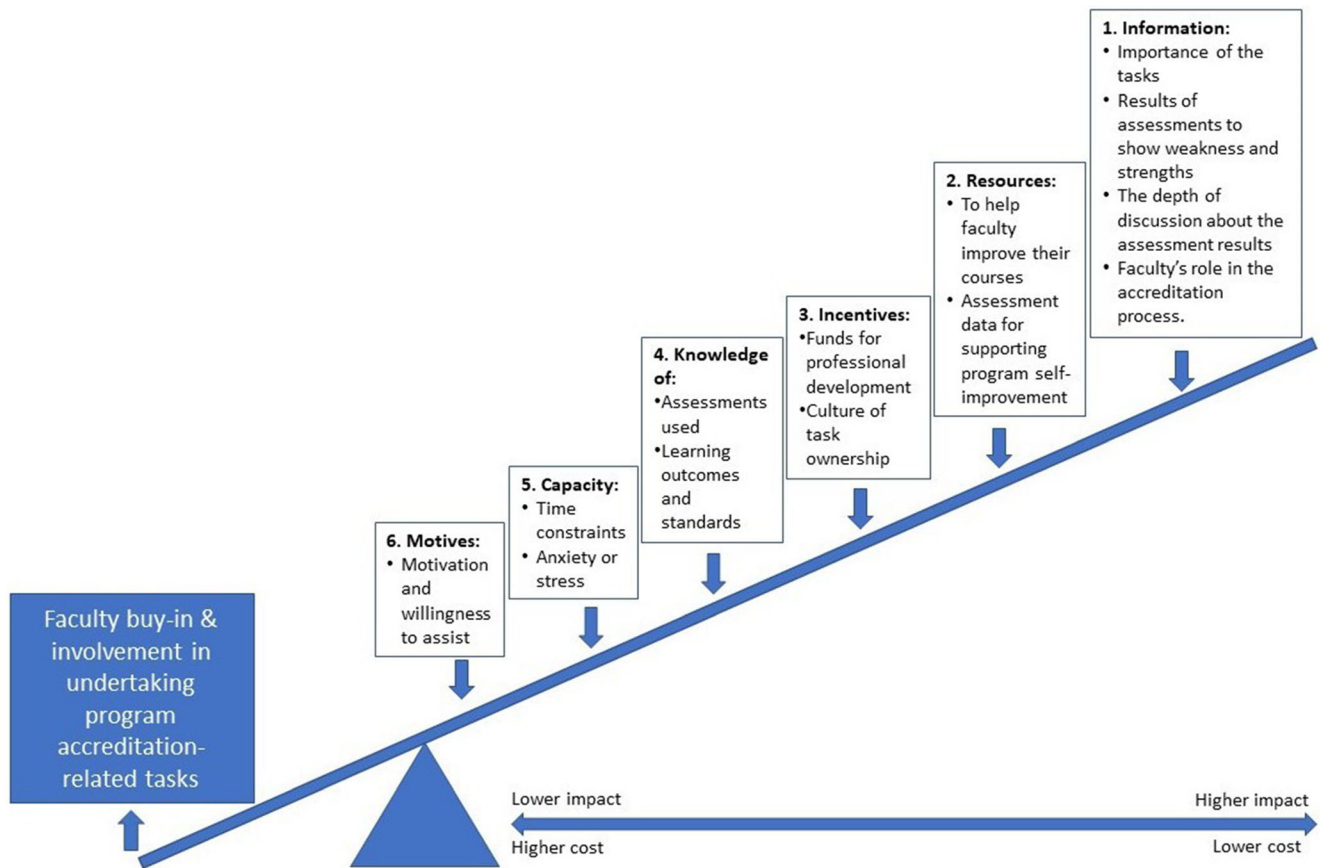 1. Information:
• Importance of the
tasks
• Results of
assessments to
show weakness and
strengths
• The depth of
discussion about the
assessment results
• Faculty’s role in the
accreditation
process.
2. Resources:
• To help
faculty
improve their
courses
• Assessment
data for
supporting
program self-
improvement
3. Incentives:
•Funds for
professional
development
•Culture of
task
ownership
4. Knowledge
of:
•Assessments
used
•Learning
outcomes
and
standards
5. Capacity:
• Time
constraints
• Anxiety or
stress
6. Motives:
• Motivation
and
willingness
to assist
Faculty buy-in &
involvement in
undertaking
program
accreditation-
related tasks
Lower impact
Higher impact
Higher cost
Lower cost